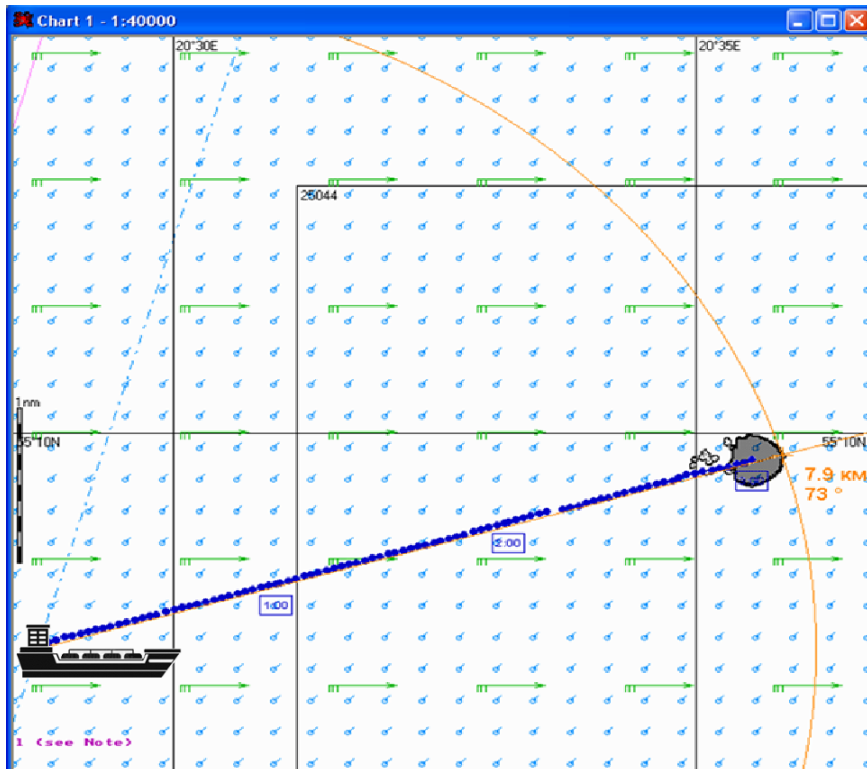 Chart 1 - 1:40000
20°30E
20°35E
25044
1nm
55°10N
55°10N
7.9 км
73 °
2:00
1:00
1 (see Note)